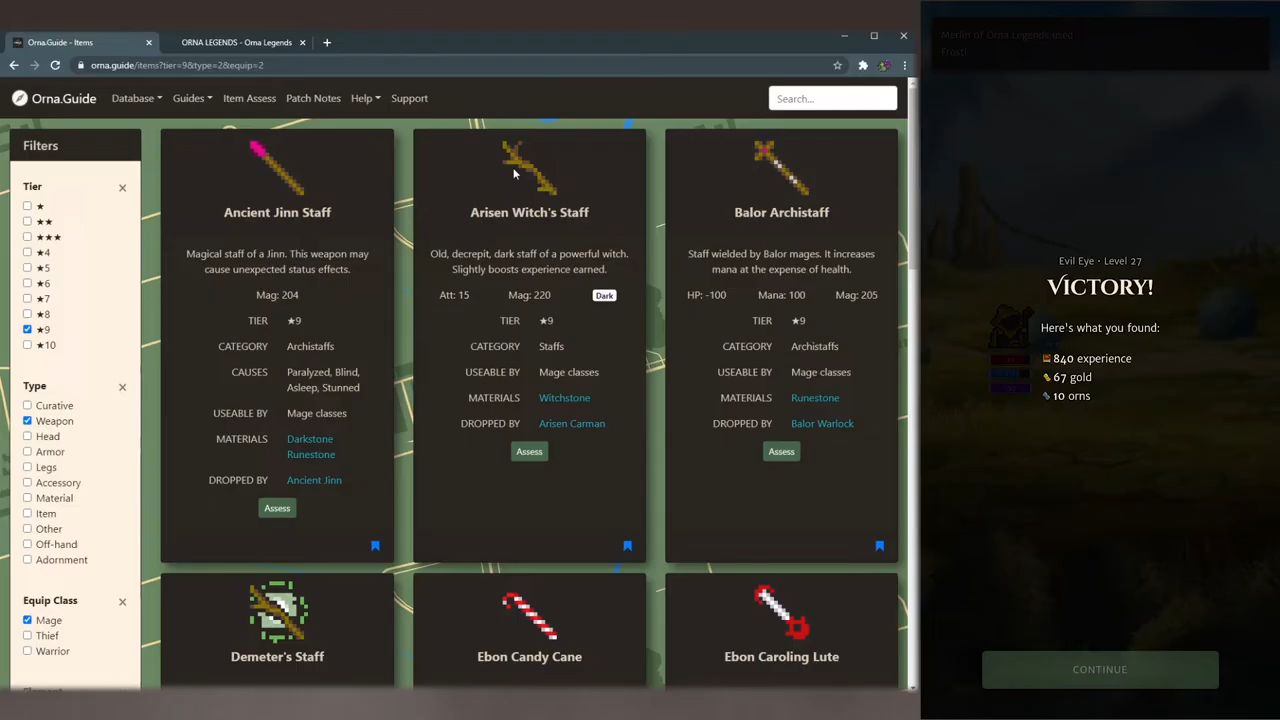 Orna.Guide - Items
ORNA LEGENDS - Orna Legends
orna.guide/items?tier=9&type=2&equip=2
Orna.Guide
Database
Guides
Item Assess
Patch Notes
Help
Support
Search...
Filters
Tier
★
★★
★★★
★4
★5
★6
★7
★8
★9
★10
Type
Curative
Weapon
Head
Armor
Legs
Accessory
Material
Item
Other
Off-hand
Adornment
Equip Class
Mage
Thief
Warrior
Ancient Jinn Staff
Magical staff of a Jinn. This weapon may
cause unexpected status effects.
Mag: 204
TIER ★9
CATEGORY Archistaffs
CAUSES Paralyzed, Blind,
Asleep, Stunned
USEABLE BY Mage classes
MATERIALS Darkstone
Runestone
DROPPED BY Ancient Jinn
Assess
Arisen Witch's Staff
Old, decrepit, dark staff of a powerful witch.
Slightly boosts experience earned.
Att: 15 Mag: 220 Dark
TIER ★9
CATEGORY Staffs
USEABLE BY Mage classes
MATERIALS Witchstone
DROPPED BY Arisen Carman
Assess
Balor Archistaff
Staff wielded by Balor mages. It increases
mana at the expense of health.
HP: -100 Mana: 100 Mag: 205
TIER ★9
CATEGORY Archistaffs
USEABLE BY Mage classes
MATERIALS Runestone
DROPPED BY Balor Warlock
Assess
Demeter's Staff
Ebon Candy Cane
Ebon Caroling Lute
Merlin of Orna Legends used
Frost!
Evil Eye • Level 27
VICTORY!
Here's what you found:
840 experience
67 gold
10 orns
CONTINUE